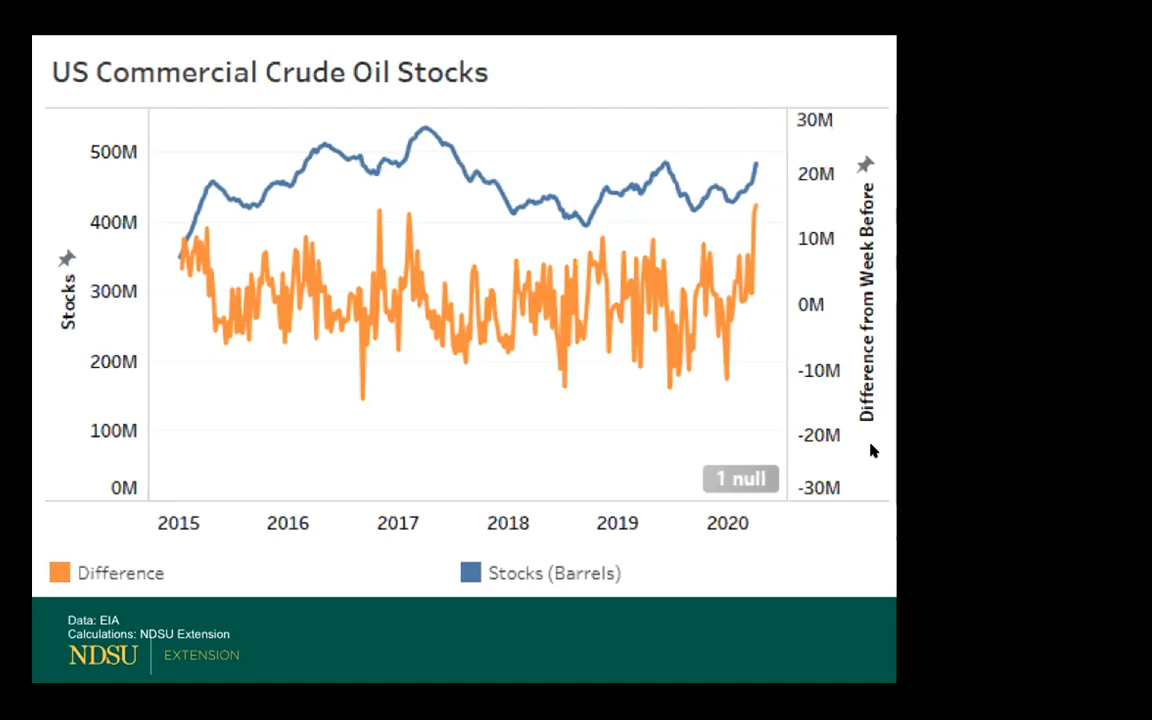 US Commercial Crude Oil Stocks
500M
400M
300M
200M
100M
0M
Stocks
30M
20M
10M
0M
-10M
-20M
-30M
Difference from Week Before
1 null
2015 2016 2017 2018 2019 2020
Difference Stocks (Barrels)
Data: EIA
Calculations: NDSU Extension
NDSU EXTENSION